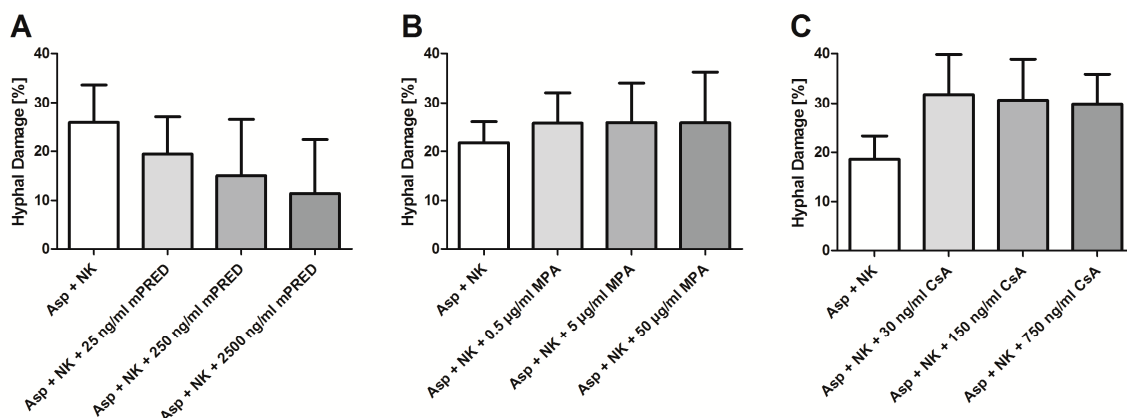 A
Hyphal Damage [%]
40
30
20
10
0
Asp + NK
Asp + NK + 25 ng/ml mPRED
Asp + NK + 250 ng/ml mPRED
Asp + NK + 2500 ng/ml mPRED
B
Hyphal Damage [%]
40
30
20
10
0
Asp + NK
Asp + NK + 0.5 µg/ml MPA
Asp + NK + 5 µg/ml MPA
Asp + NK + 50 µg/ml MPA
C
Hyphal Damage [%]
40
30
20
10
0
Asp + NK
Asp + NK + 30 ng/ml CsA
Asp + NK + 150 ng/ml CsA
Asp + NK + 750 ng/ml CsA